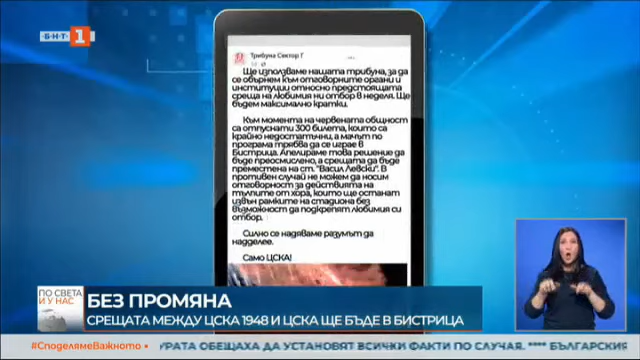 БНТ 1
Трибуна Сектор Г
Ще използваме нашата трибуна, за да
се обърнем към отговорните органи и
институции относно предстоящата
среща на любимия ни отбор в неделя. Ще
бъдем максимално кратки.
Към момента на червената общност
са отпуснати 300 билета, които са
крайно недостатъчни, а мачът по
програма трябва да се играе в
Бистрица. Апелираме това решение да
бъде преосмислено, а срещата да бъде
преместена на ст. "Васил Левски". В
противен случай не можем да носим
отговорност за действията на
тълпите от хора, които ще останат
извън рамките на стадиона без
възможност да подкрепят любимия си
отбор.
Силно се надяваме разумът да
надделее.
Само ЦСКА!
ПО СВЕТА
И У НАС
БЕЗ ПРОМЯНА
СРЕЩАТА МЕЖДУ ЦСКА 1948 И ЦСКА ЩЕ БЪДЕ В БИСТРИЦА
#СподелямеВажното УРАТА ОБЕЩАХА ДА УСТАНОВЯТ ВСИЧКИ ФАКТИ ПО СЛУЧАЯ. **** БЪЛГАРСКИЯ